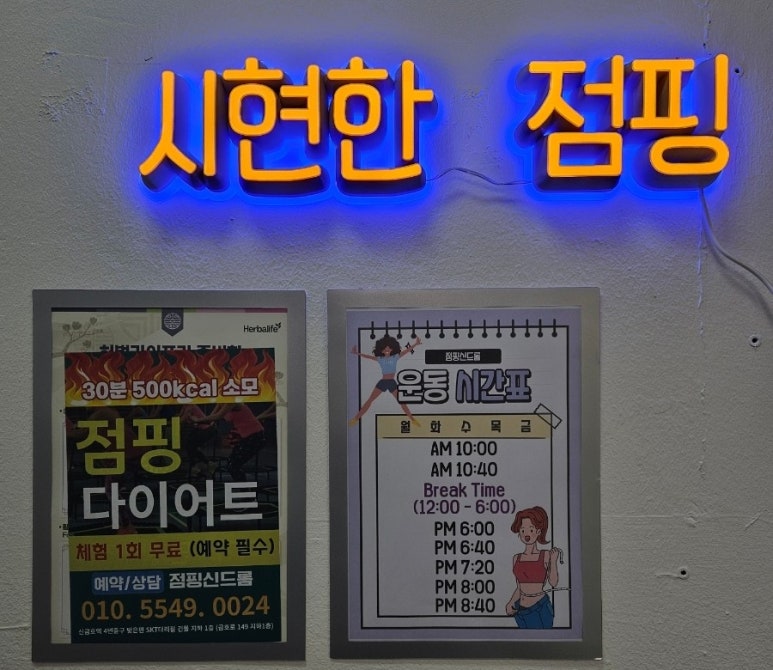 시현한 점핑
Herbalife
30분 500kcal 소모
점핑
다이어트
체험 1회 무료 (예약 필수)
예약/상담 점핑신드롬
010. 5549. 0024
점핑신드롬
운동 시간표
월 화 수 목 금
AM 10:00
AM 10:40
Break Time
(12:00 - 6:00)
PM 6:00
PM 6:40
PM 7:20
PM 8:00
PM 8:40